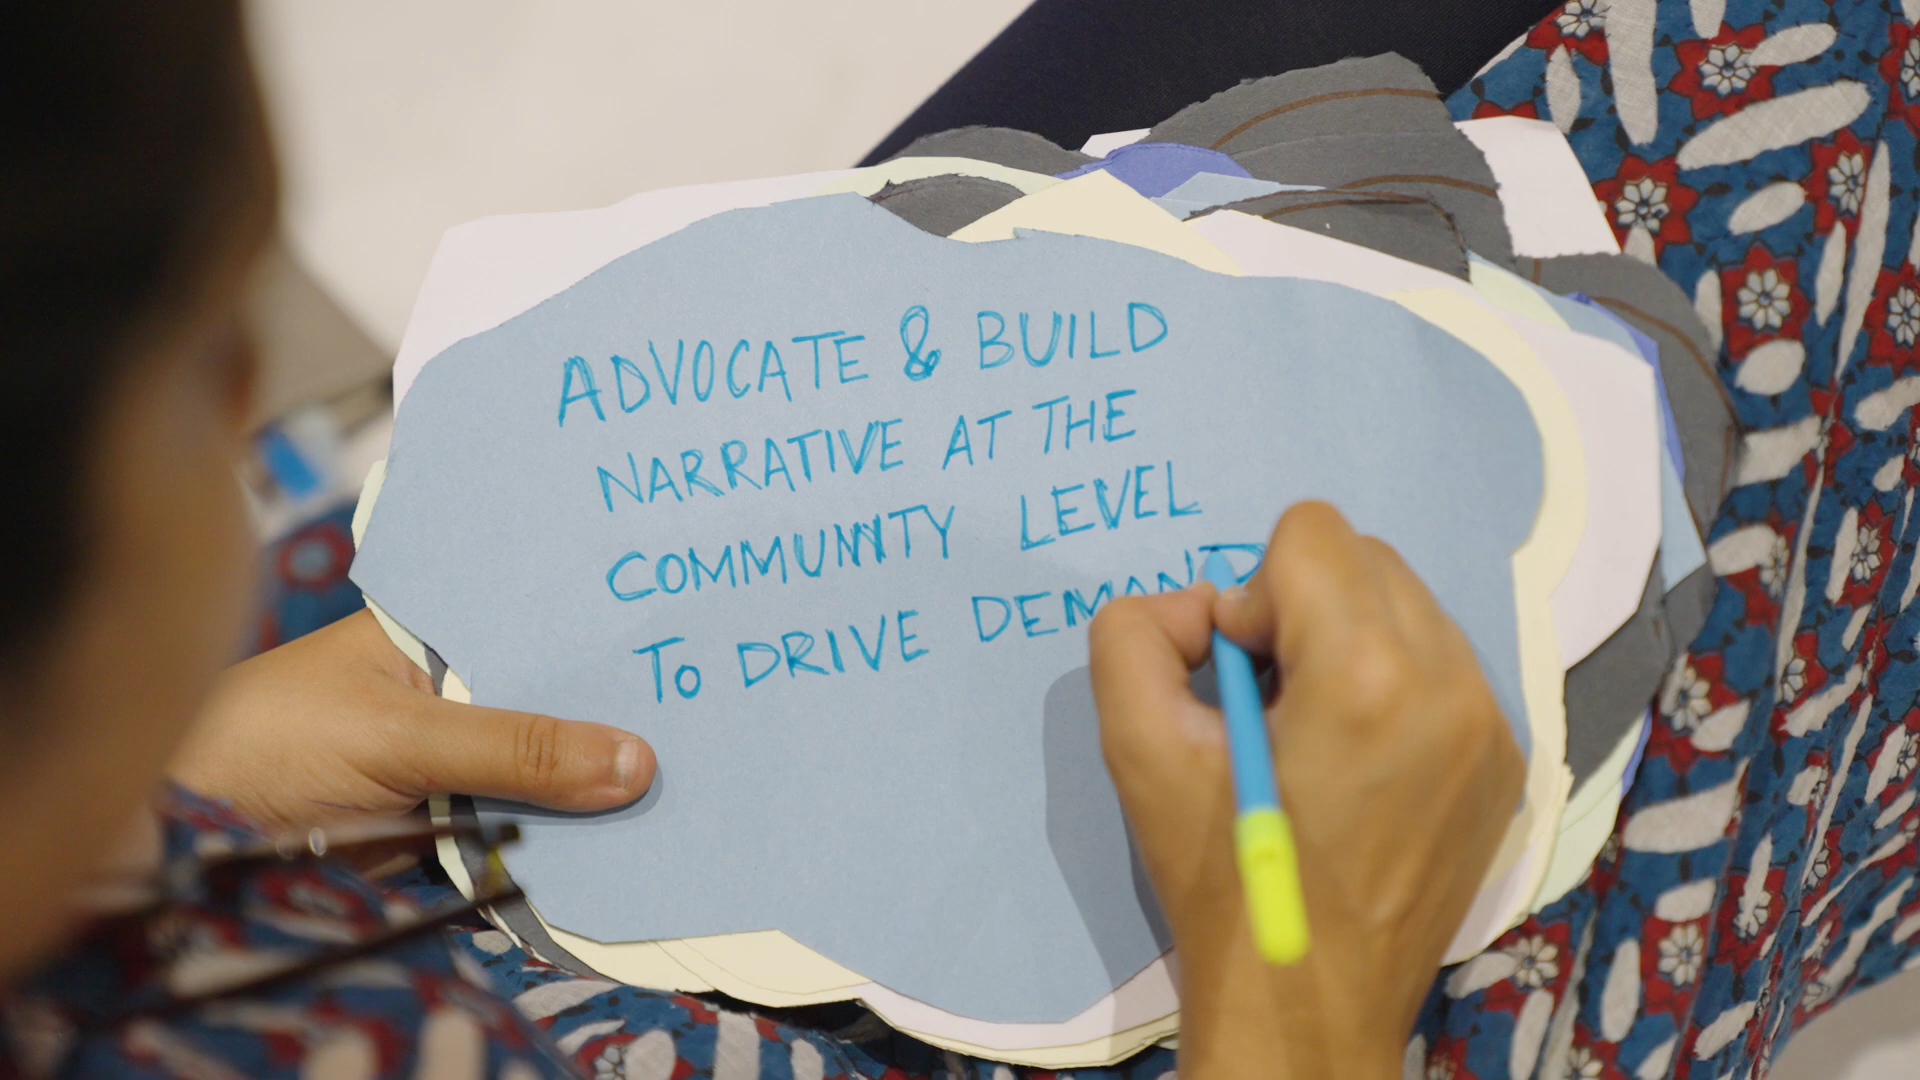 ADVOCATE & BUILD
NARRATIVE AT THE
COMMUNITY LEVEL
TO DRIVE DEMAND